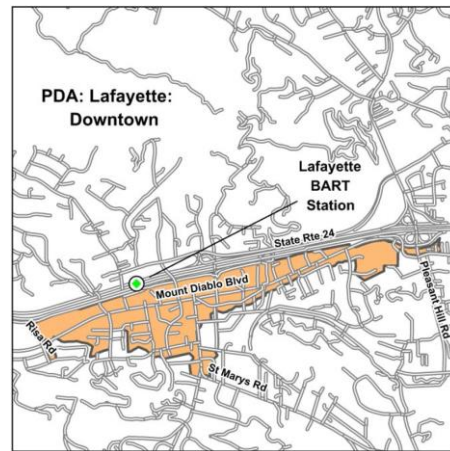 PDA: Lafayette:
Downtown
Lafayette
BART
Station
State Rte 24
Mount Diablo Blvd
Pleasant Hill Rd
Risa Rd
St Marys Rd